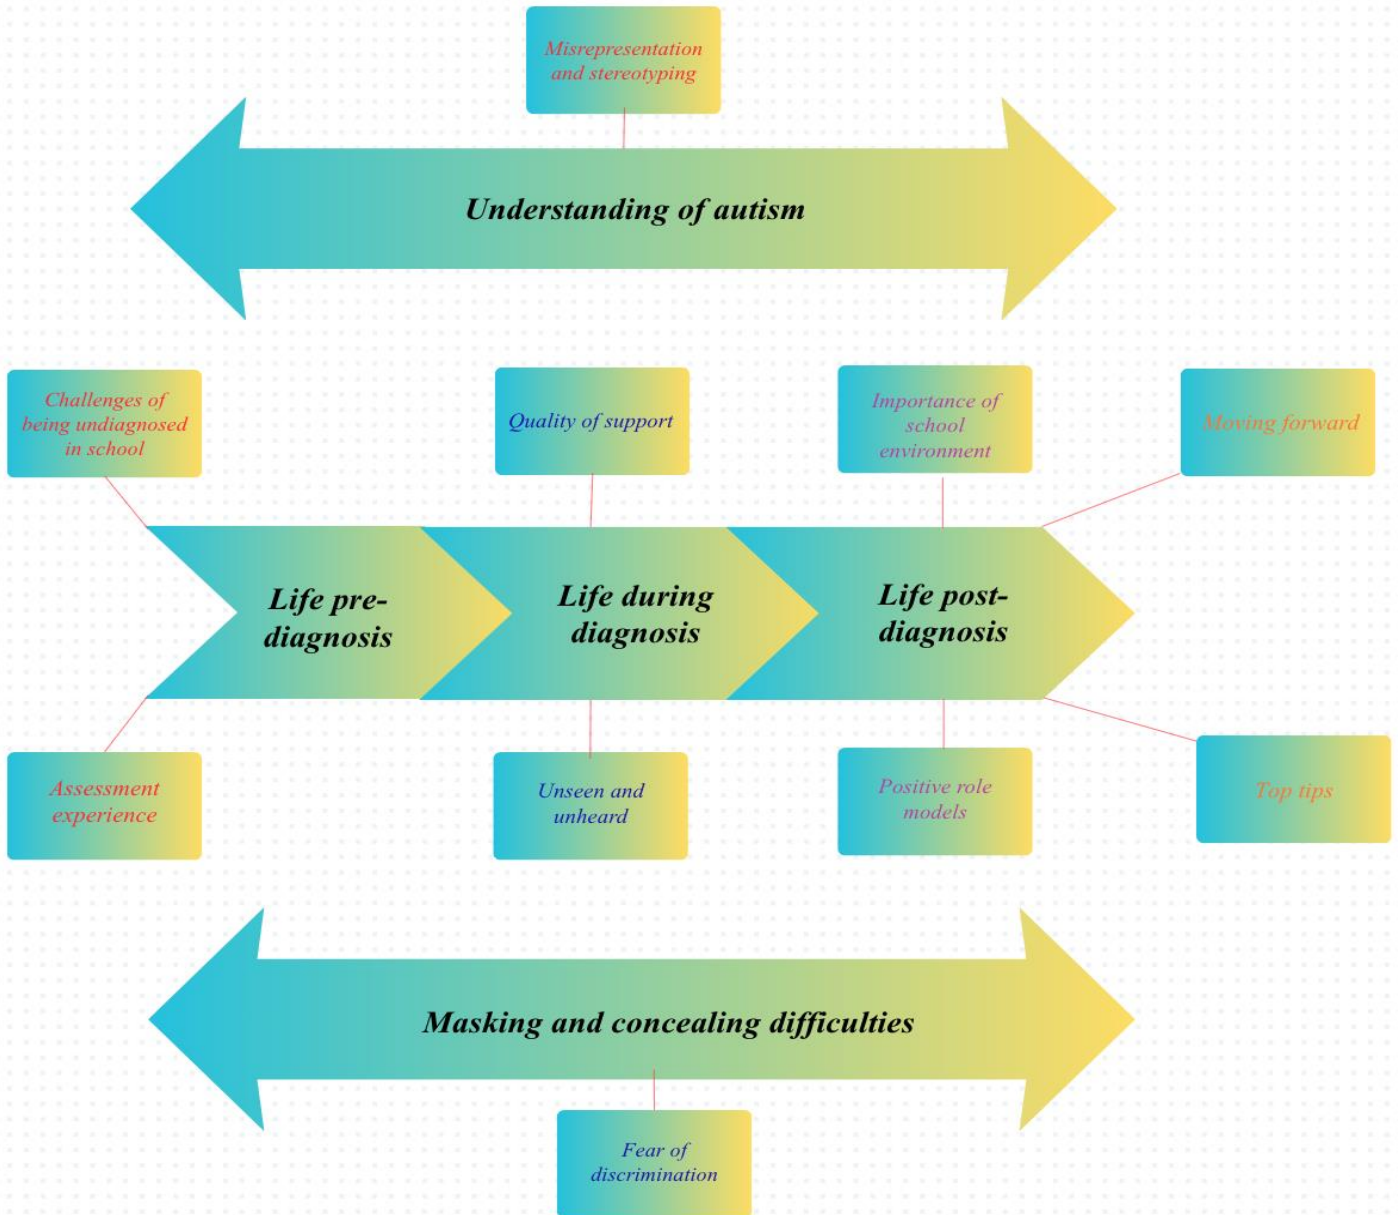 Misrepresentation
and stereotyping
Understanding of autism
Challenges of
being undiagnosed
in school
Quality of support
Importance of
school
environment
Moving forward
Life pre-
diagnosis
Life during
diagnosis
Life post-
diagnosis
Assessment
experience
Unseen and
unheard
Positive role
models
Top tips
Masking and concealing difficulties
Fear of
discrimination